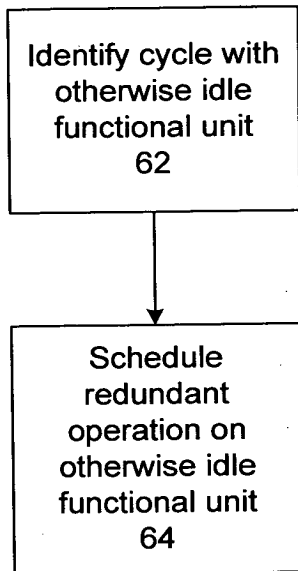 Identify cycle with
otherwise idle
functional unit
62
Schedule
redundant
operation on
otherwise idle
functional unit
64